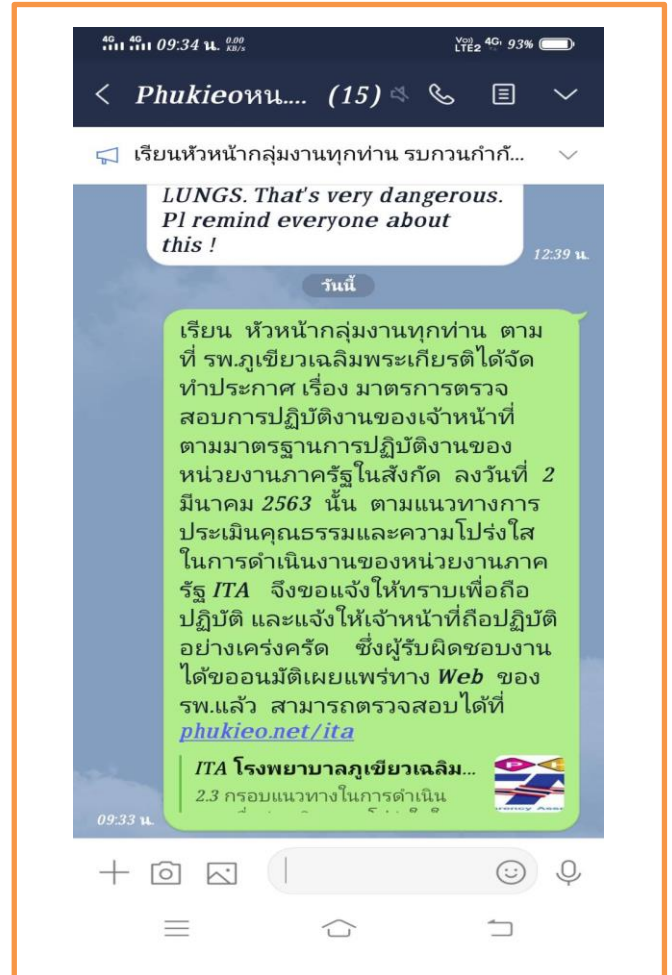 4G 4G 09:34 น. 0.00 KB/s VoD LTE2 4G 93%
Phukieoหน.... (15)
เรียนหัวหน้ากลุ่มงานทุกท่าน รบกวนกำกั...
LUNGS. That's very dangerous.
Pl remind everyone about
this !
12:39 น.
วันนี้
เรียน หัวหน้ากลุ่มงานทุกท่าน ตาม
ที่ รพ.ภูเขียวเฉลิมพระเกียรติได้จัด
ทำประกาศ เรื่อง มาตรการตรวจ
สอบการปฏิบัติงานของเจ้าหน้าที่
ตามมาตรฐานการปฏิบัติงานของ
หน่วยงานภาครัฐในสังกัด ลงวันที่ 2
มีนาคม 2563 นั้น ตามแนวทางการ
ประเมินคุณธรรมและความโปร่งใส
ในการดำเนินงานของหน่วยงานภาค
รัฐ ITA จึงขอแจ้งให้ทราบเพื่อถือ
ปฏิบัติ และแจ้งให้เจ้าหน้าที่ถือปฏิบัติ
อย่างเคร่งครัด ซึ่งผู้รับผิดชอบงาน
ได้ขออนุมัติเผยแพร่ทาง Web ของ
รพ.แล้ว สามารถตรวจสอบได้ที่
phukieo.net/ita
ITA โรงพยาบาลภูเขียวเฉลิม...
2.3 กรอบแนวทางในการดำเนิน
09:33 น.